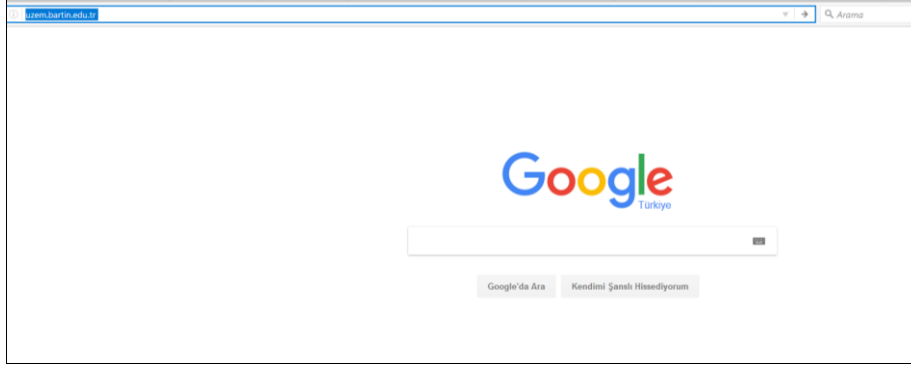 uzem.bartin.edu.tr
Arama
Google
Türkiye
Google'da Ara
Kendimi Şanslı Hissediyorum